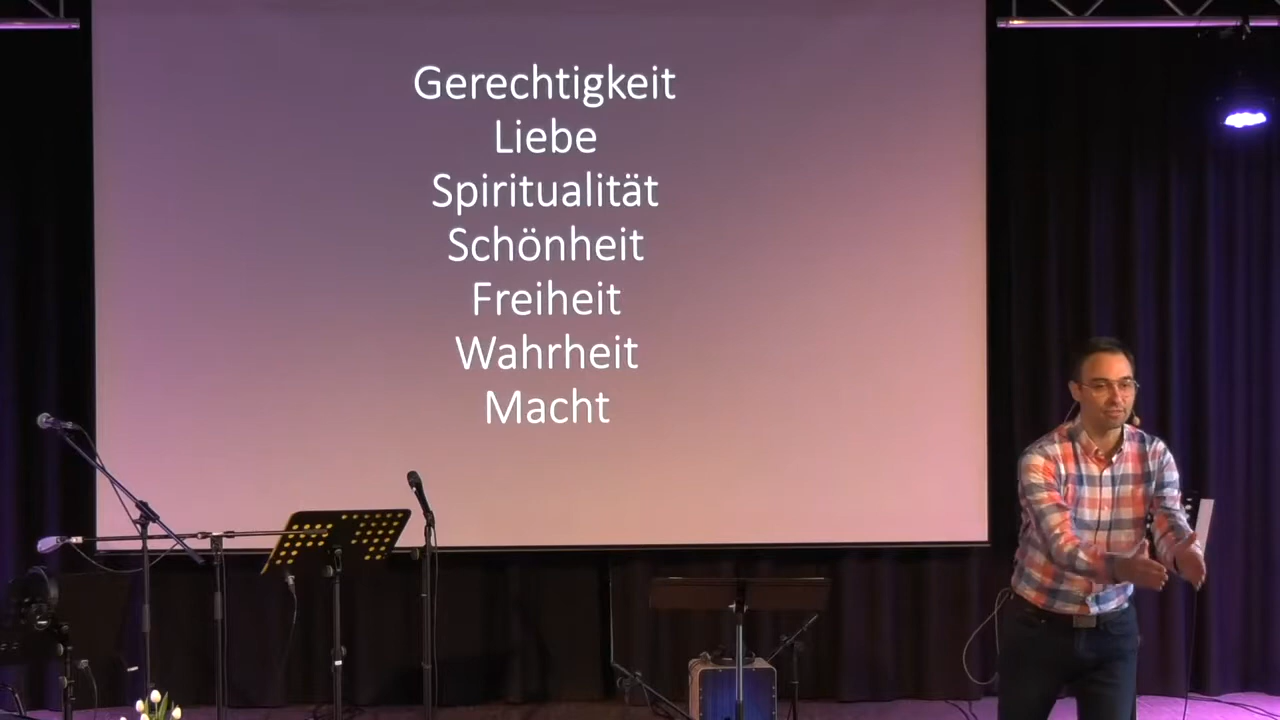 Gerechtigkeit
Liebe
Spiritualität
Schönheit
Freiheit
Wahrheit
Macht